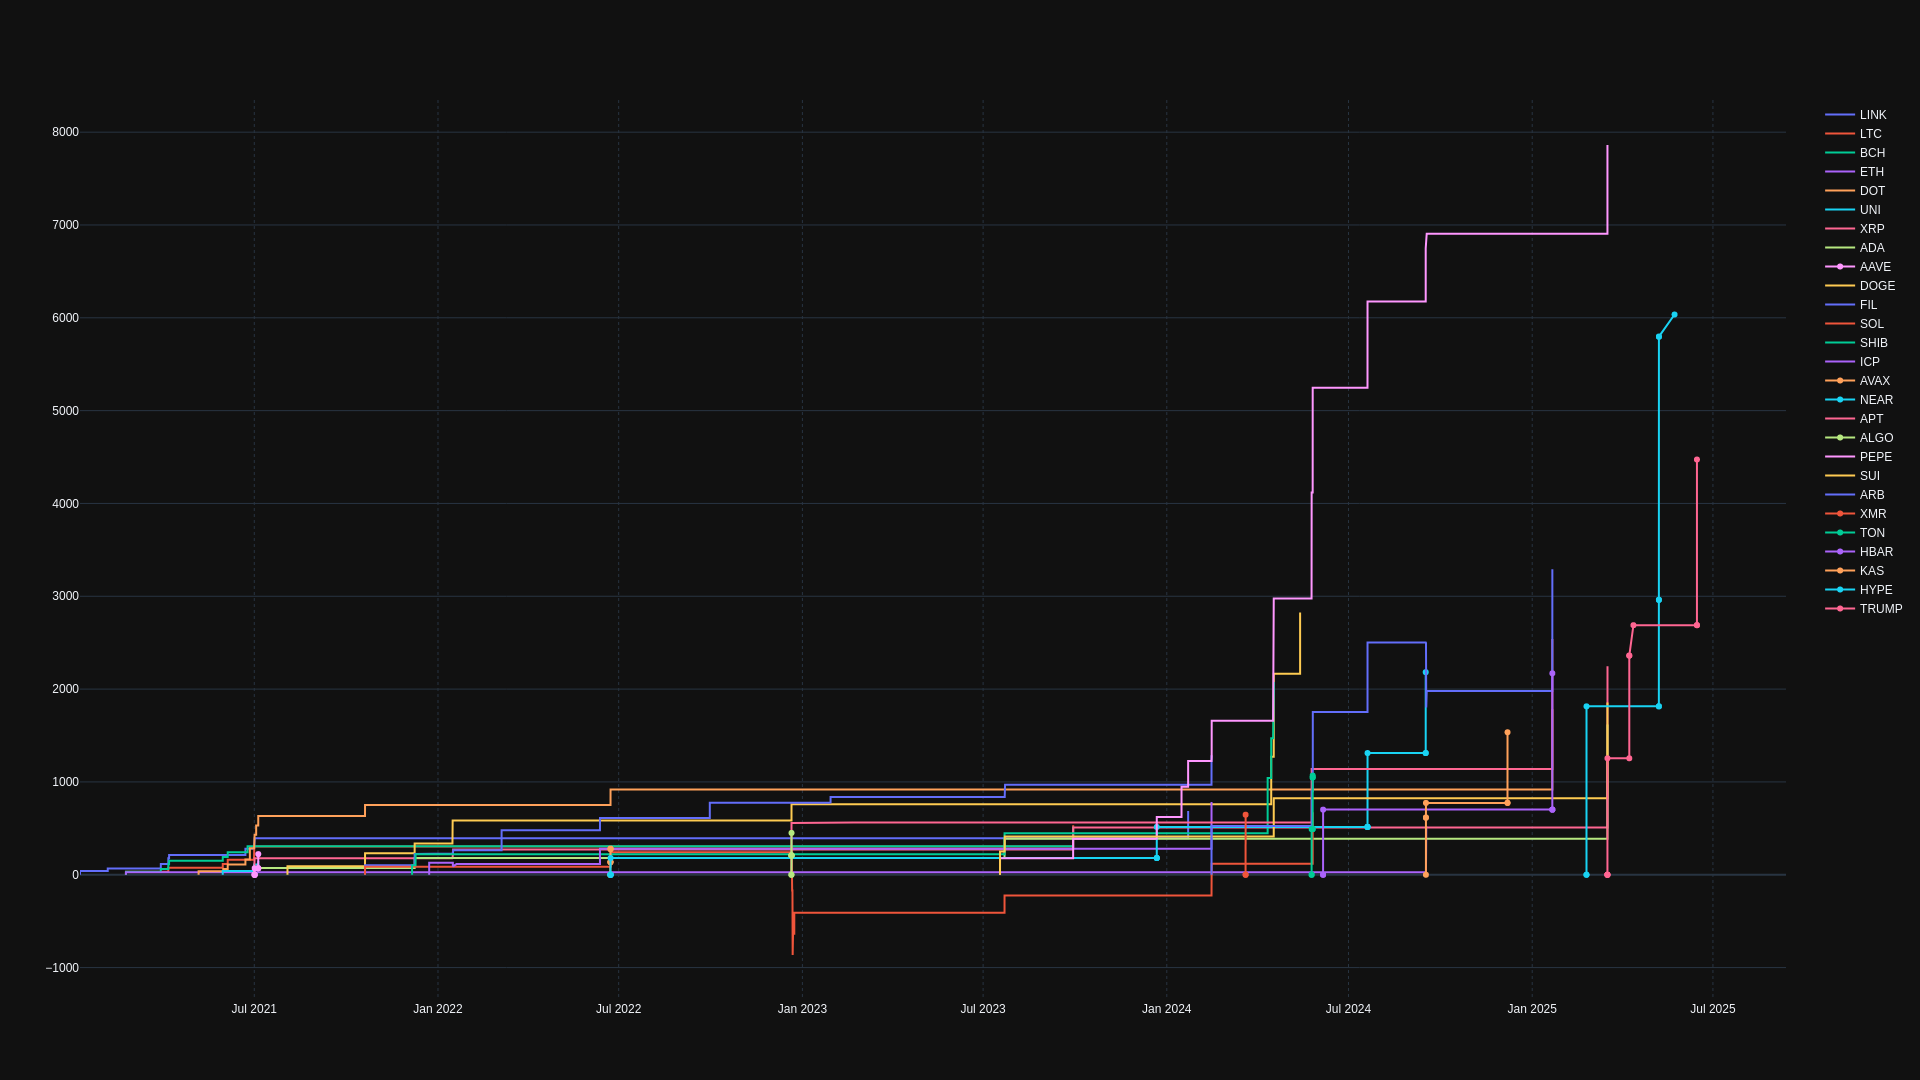 8000
7000
6000
5000
4000
3000
2000
1000
0
−1000
Jul 2021
Jan 2022
Jul 2022
Jan 2023
Jul 2023
Jan 2024
Jul 2024
Jan 2025
Jul 2025
LINK
LTC
BCH
ETH
DOT
UNI
XRP
ADA
AAVE
DOGE
FIL
SOL
SHIB
ICP
AVAX
NEAR
APT
ALGO
PEPE
SUI
ARB
XMR
TON
HBAR
KAS
HYPE
TRUMP